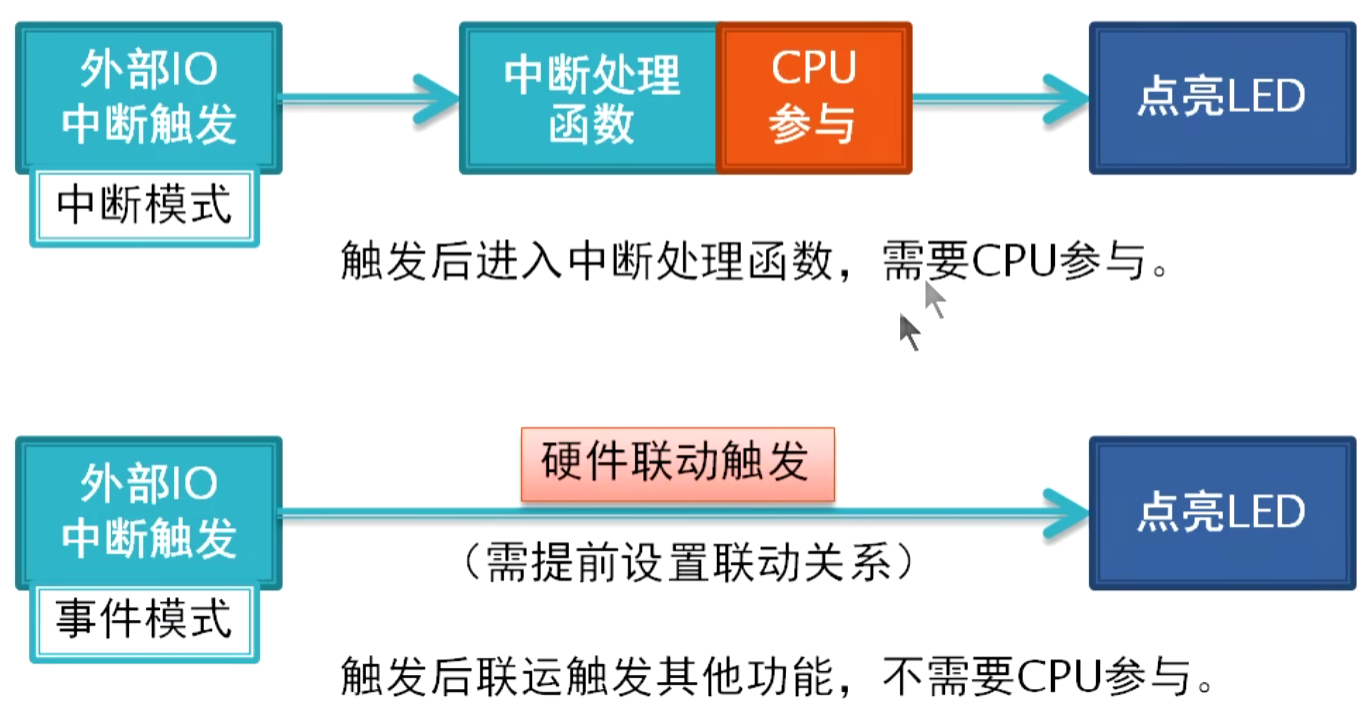 外部IO
中断触发
中断处理
函数
CPU
参与
点亮LED
中断模式
触发后进入中断处理函数，需要CPU参与。
外部IO
中断触发
硬件联动触发
点亮LED
（需提前设置联动关系）
事件模式
触发后联运触发其他功能，不需要CPU参与。